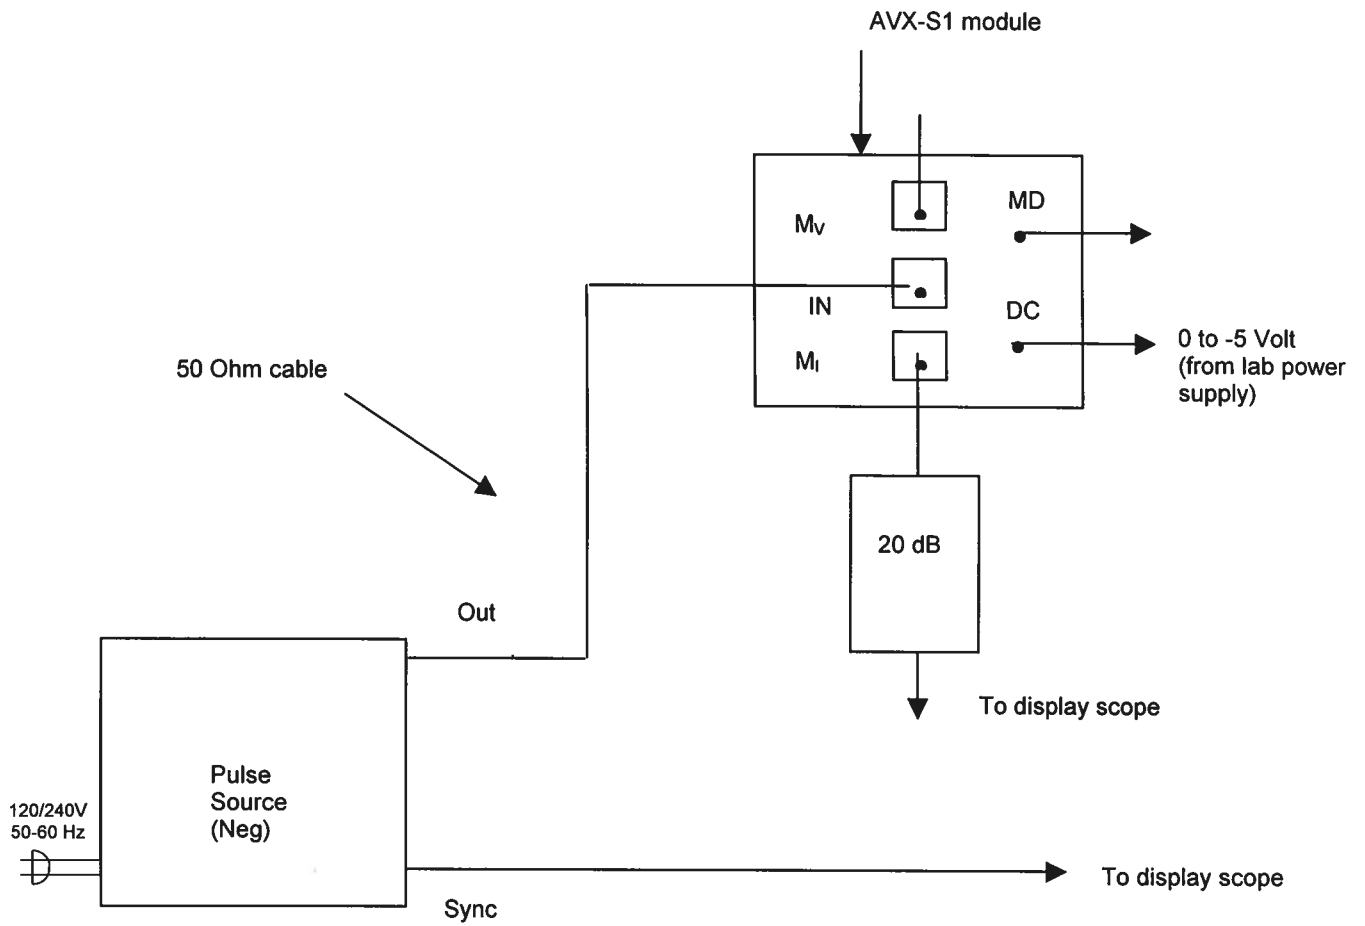 AVX-S1 module
MV
MD
IN
DC
MI
0 to -5 Volt
(from lab power
supply)
50 Ohm cable
20 dB
Out
To display scope
Pulse
Source
(Neg)
120/240V
50-60 Hz
To display scope
Sync